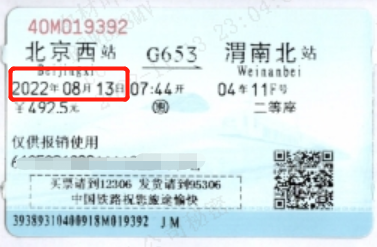 40M019392
北京西站 G653 渭南北站
Beijingxi Weinanbei
2022年08月13日07:44开 04车11F号
￥492.5元 二等座
仅供报销使用
买票请到12306 发货请到95306
中国铁路祝您旅途愉快
39389310400918M019392 JM